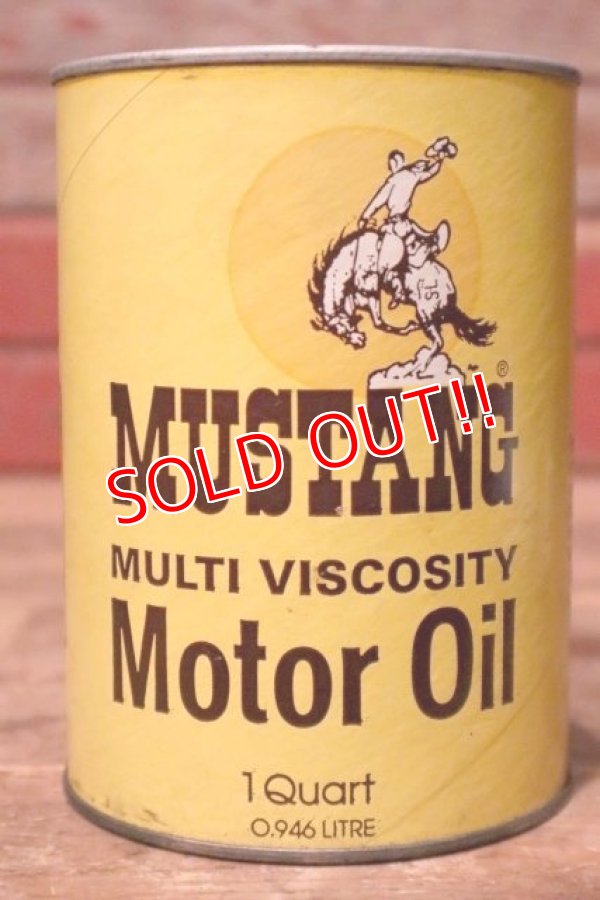 ®
MUSTANG
SOLD OUT!!
MULTI VISCOSITY
Motor Oil
1 Quart
0.946 LITRE